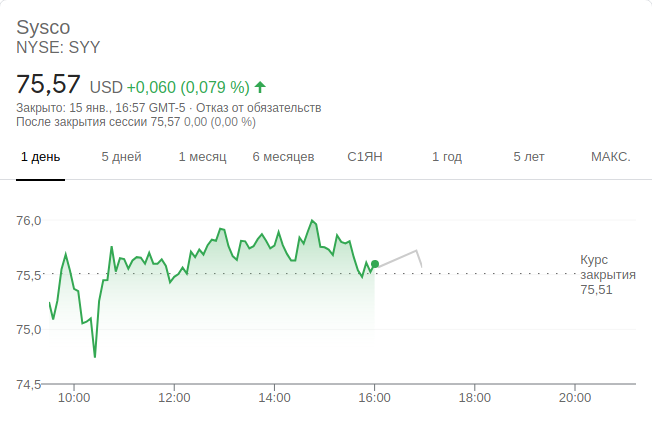 Sysco
NYSE: SYY
75,57 USD +0,060 (0,079 %)
Закрыто: 15 янв., 16:57 GMT-5 · Отказ от обязательств
После закрытия сессии 75,57 0,00 (0,00 %)
1 день 5 дней 1 месяц 6 месяцев С1ЯН 1 год 5 лет МАКС.
76,0
75,5
75,0
74,5
Курс
закрытия
75,51
10:00 12:00 14:00 16:00 18:00 20:00